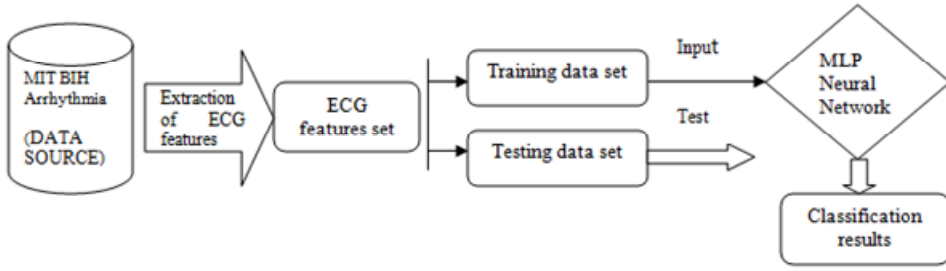 MIT BIH
Arrhythmia
(DATA
SOURCE)
Extraction
of ECG
features
ECG
features set
Training data set
Testing data set
Input
Test
MLP
Neural
Network
Classification
results